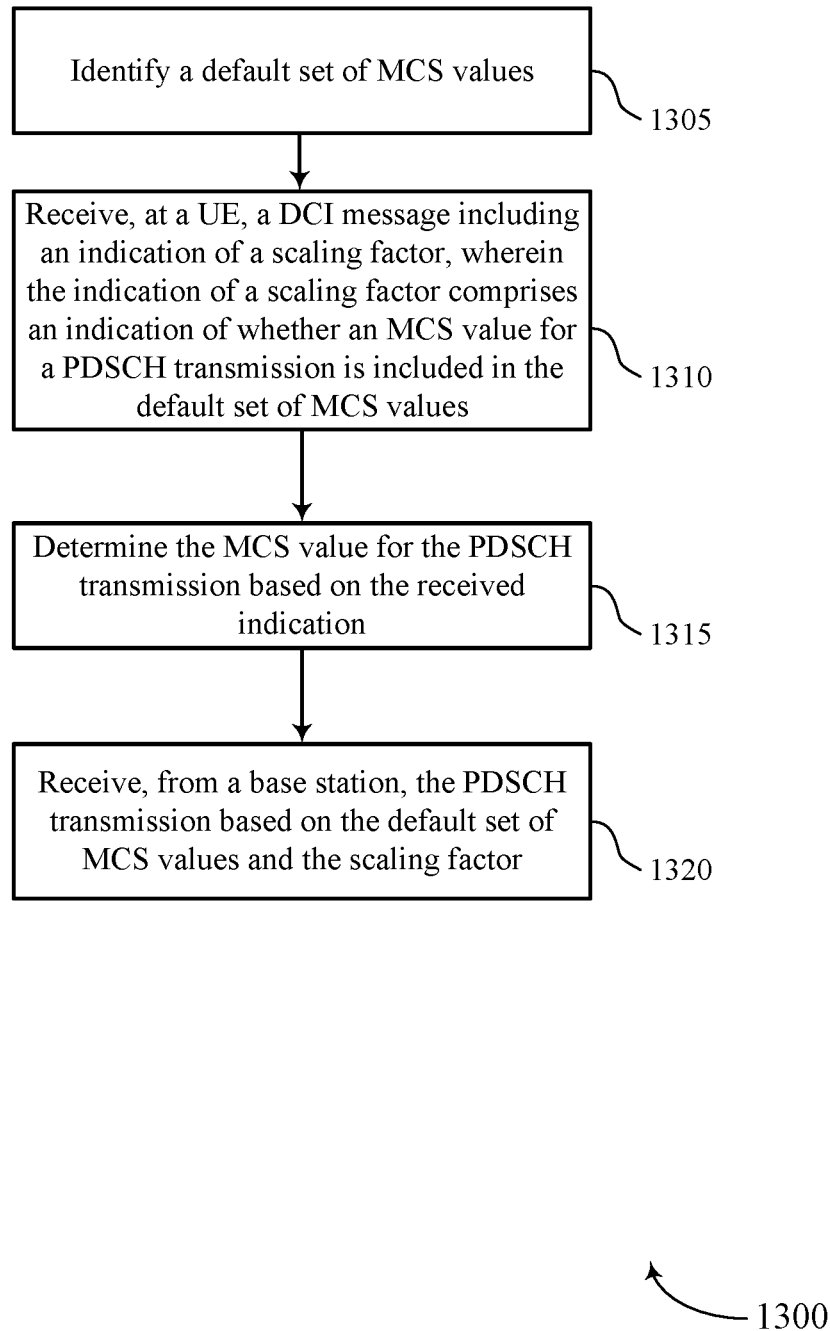 Identify a default set of MCS values
1305
Receive, at a UE, a DCI message including
an indication of a scaling factor, wherein
the indication of a scaling factor comprises
an indication of whether an MCS value for
a PDSCH transmission is included in the
default set of MCS values
1310
Determine the MCS value for the PDSCH
transmission based on the received
indication
1315
Receive, from a base station, the PDSCH
transmission based on the default set of
MCS values and the scaling factor
1320
1300